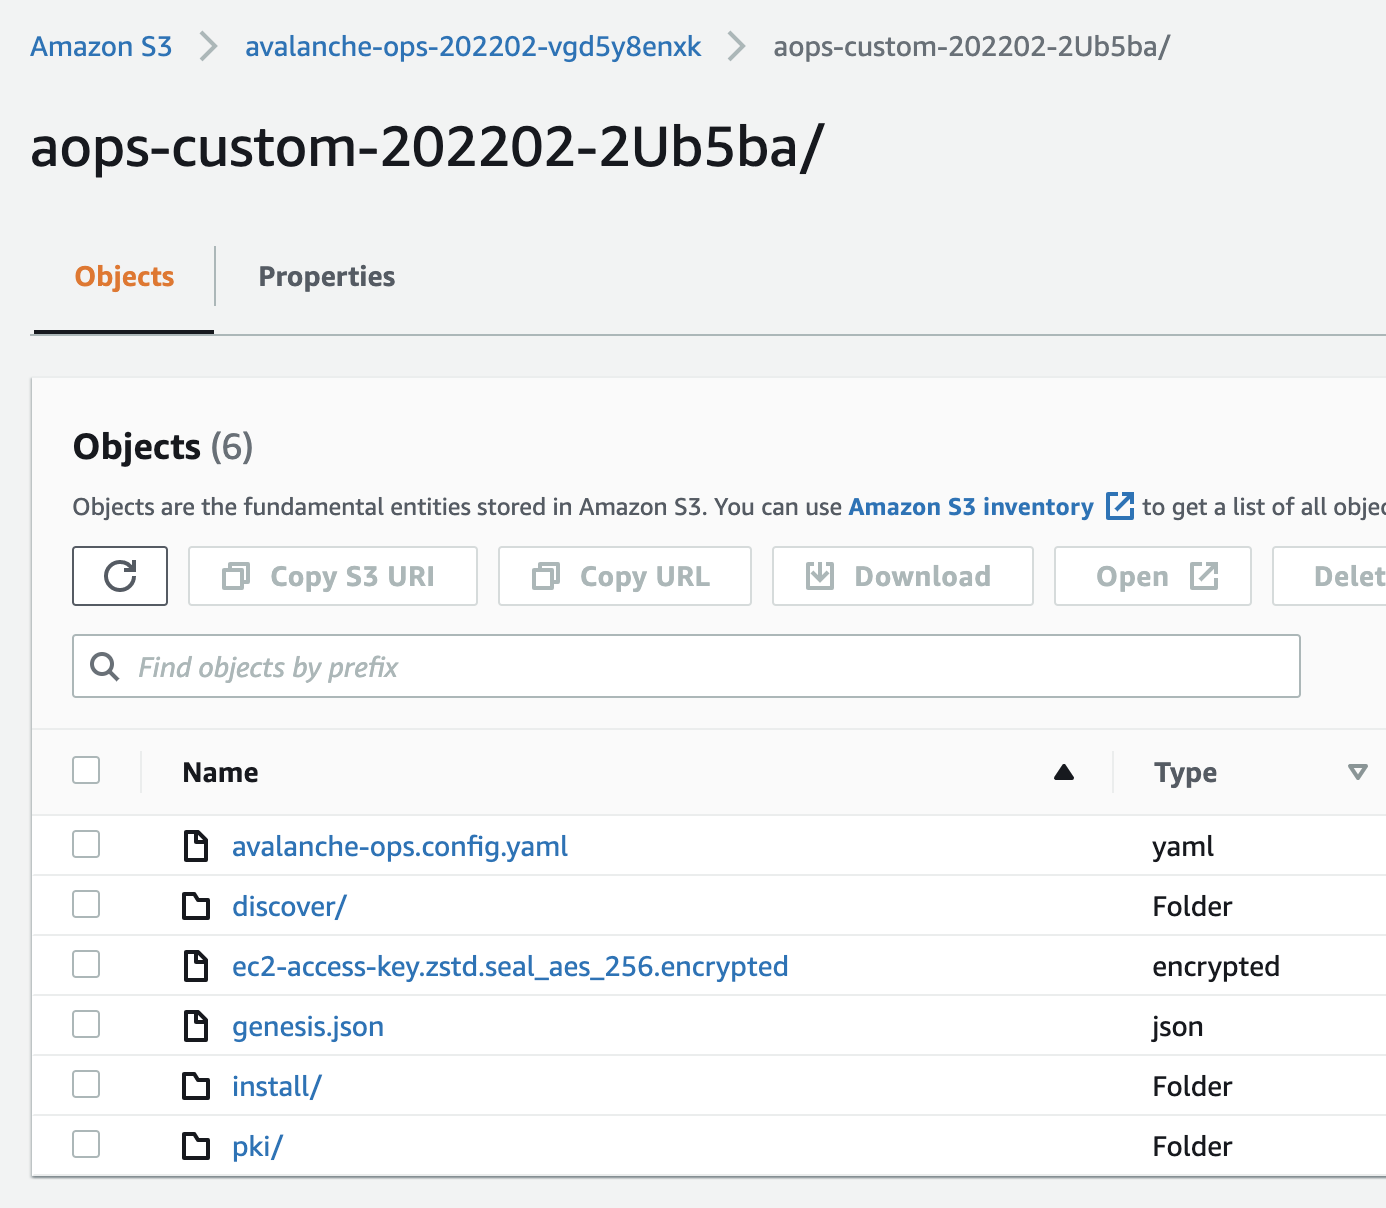 Amazon S3 > avalanche-ops-202202-vgd5y8enxk > aops-custom-202202-2Ub5ba/
aops-custom-202202-2Ub5ba/
Objects Properties
Objects (6)
Objects are the fundamental entities stored in Amazon S3. You can use Amazon S3 inventory to get a list of all objec
Copy S3 URI Copy URL Download Open Delet
Find objects by prefix
Name Type
avalanche-ops.config.yaml yaml
discover/ Folder
ec2-access-key.zstd.seal_aes_256.encrypted encrypted
genesis.json json
install/ Folder
pki/ Folder